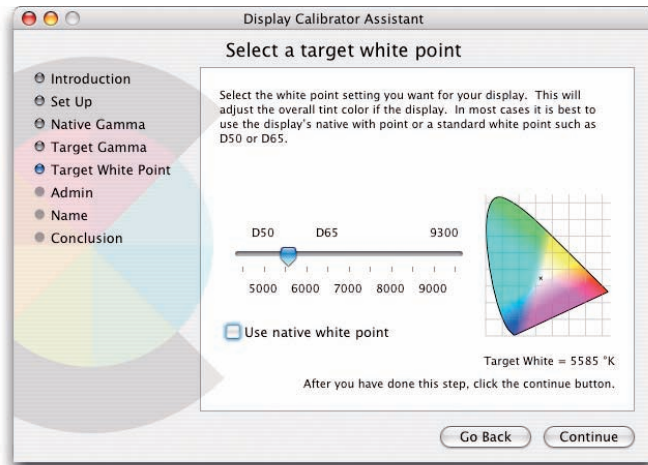 Display Calibrator Assistant
Select a target white point
Introduction
Set Up
Native Gamma
Target Gamma
Target White Point
Admin
Name
Conclusion
Select the white point setting you want for your display. This will
adjust the overall tint color if the display. In most cases it is best to
use the display's native with point or a standard white point such as
D50 or D65.
D50 D65 9300
5000 6000 7000 8000 9000
Use native white point
Target White = 5585 °K
After you have done this step, click the continue button.
Go Back Continue